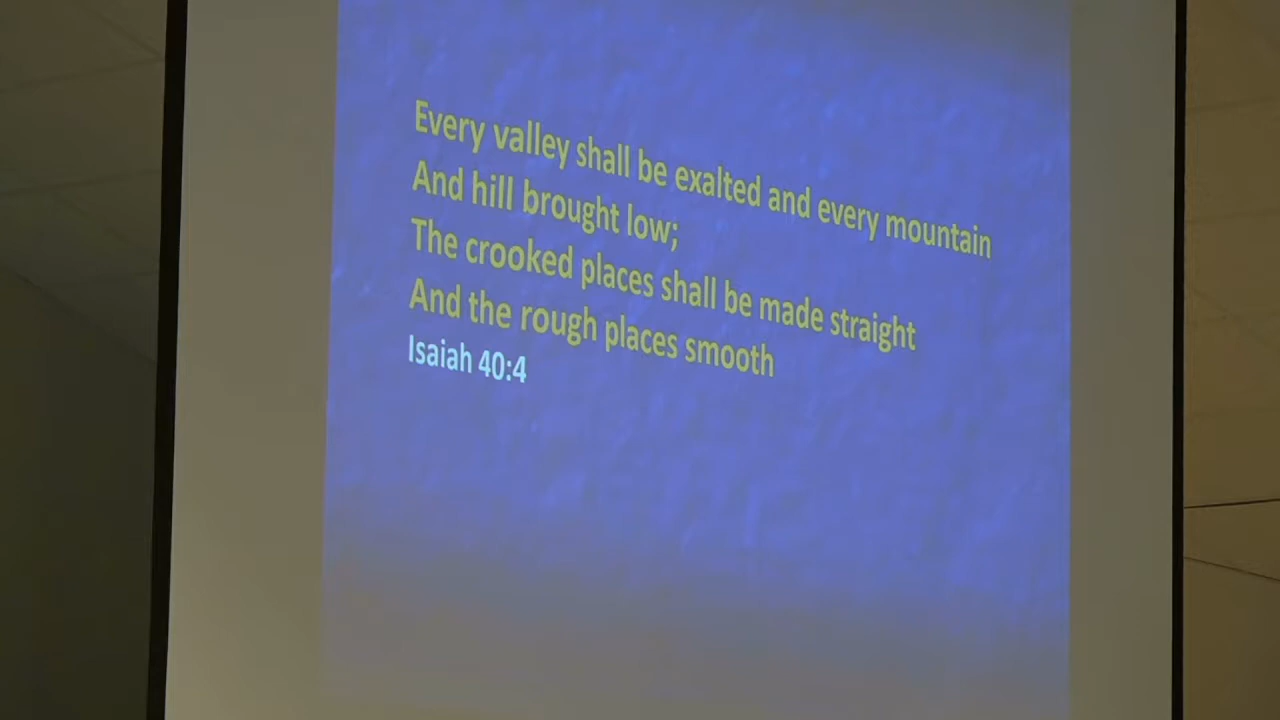 Every valley shall be exalted and every mountain
And hill brought low;
The crooked places shall be made straight
And the rough places smooth
Isaiah 40:4